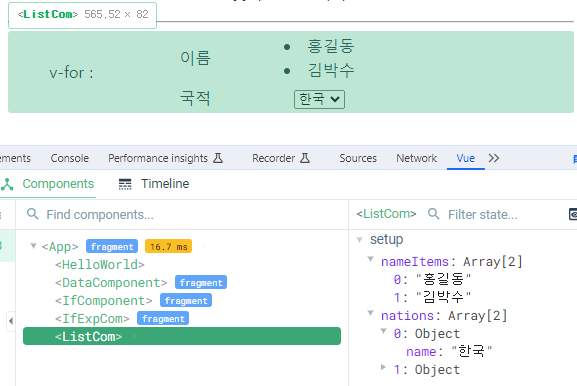 <ListCom> 565.52 × 82
v-for :
이름
홍길동
김박수
국적
한국
ements Console Performance insights Recorder Sources Network Vue
Components Timeline
Find components...
<ListCom> Filter state...
<App> fragment 16.7 ms
<HelloWorld>
<DataComponent> fragment
<IfComponent> fragment
<IfExpCom> fragment
<ListCom>
setup
nameItems: Array[2]
0: "홍길동"
1: "김박수"
nations: Array[2]
0: Object
name: "한국"
1: Object